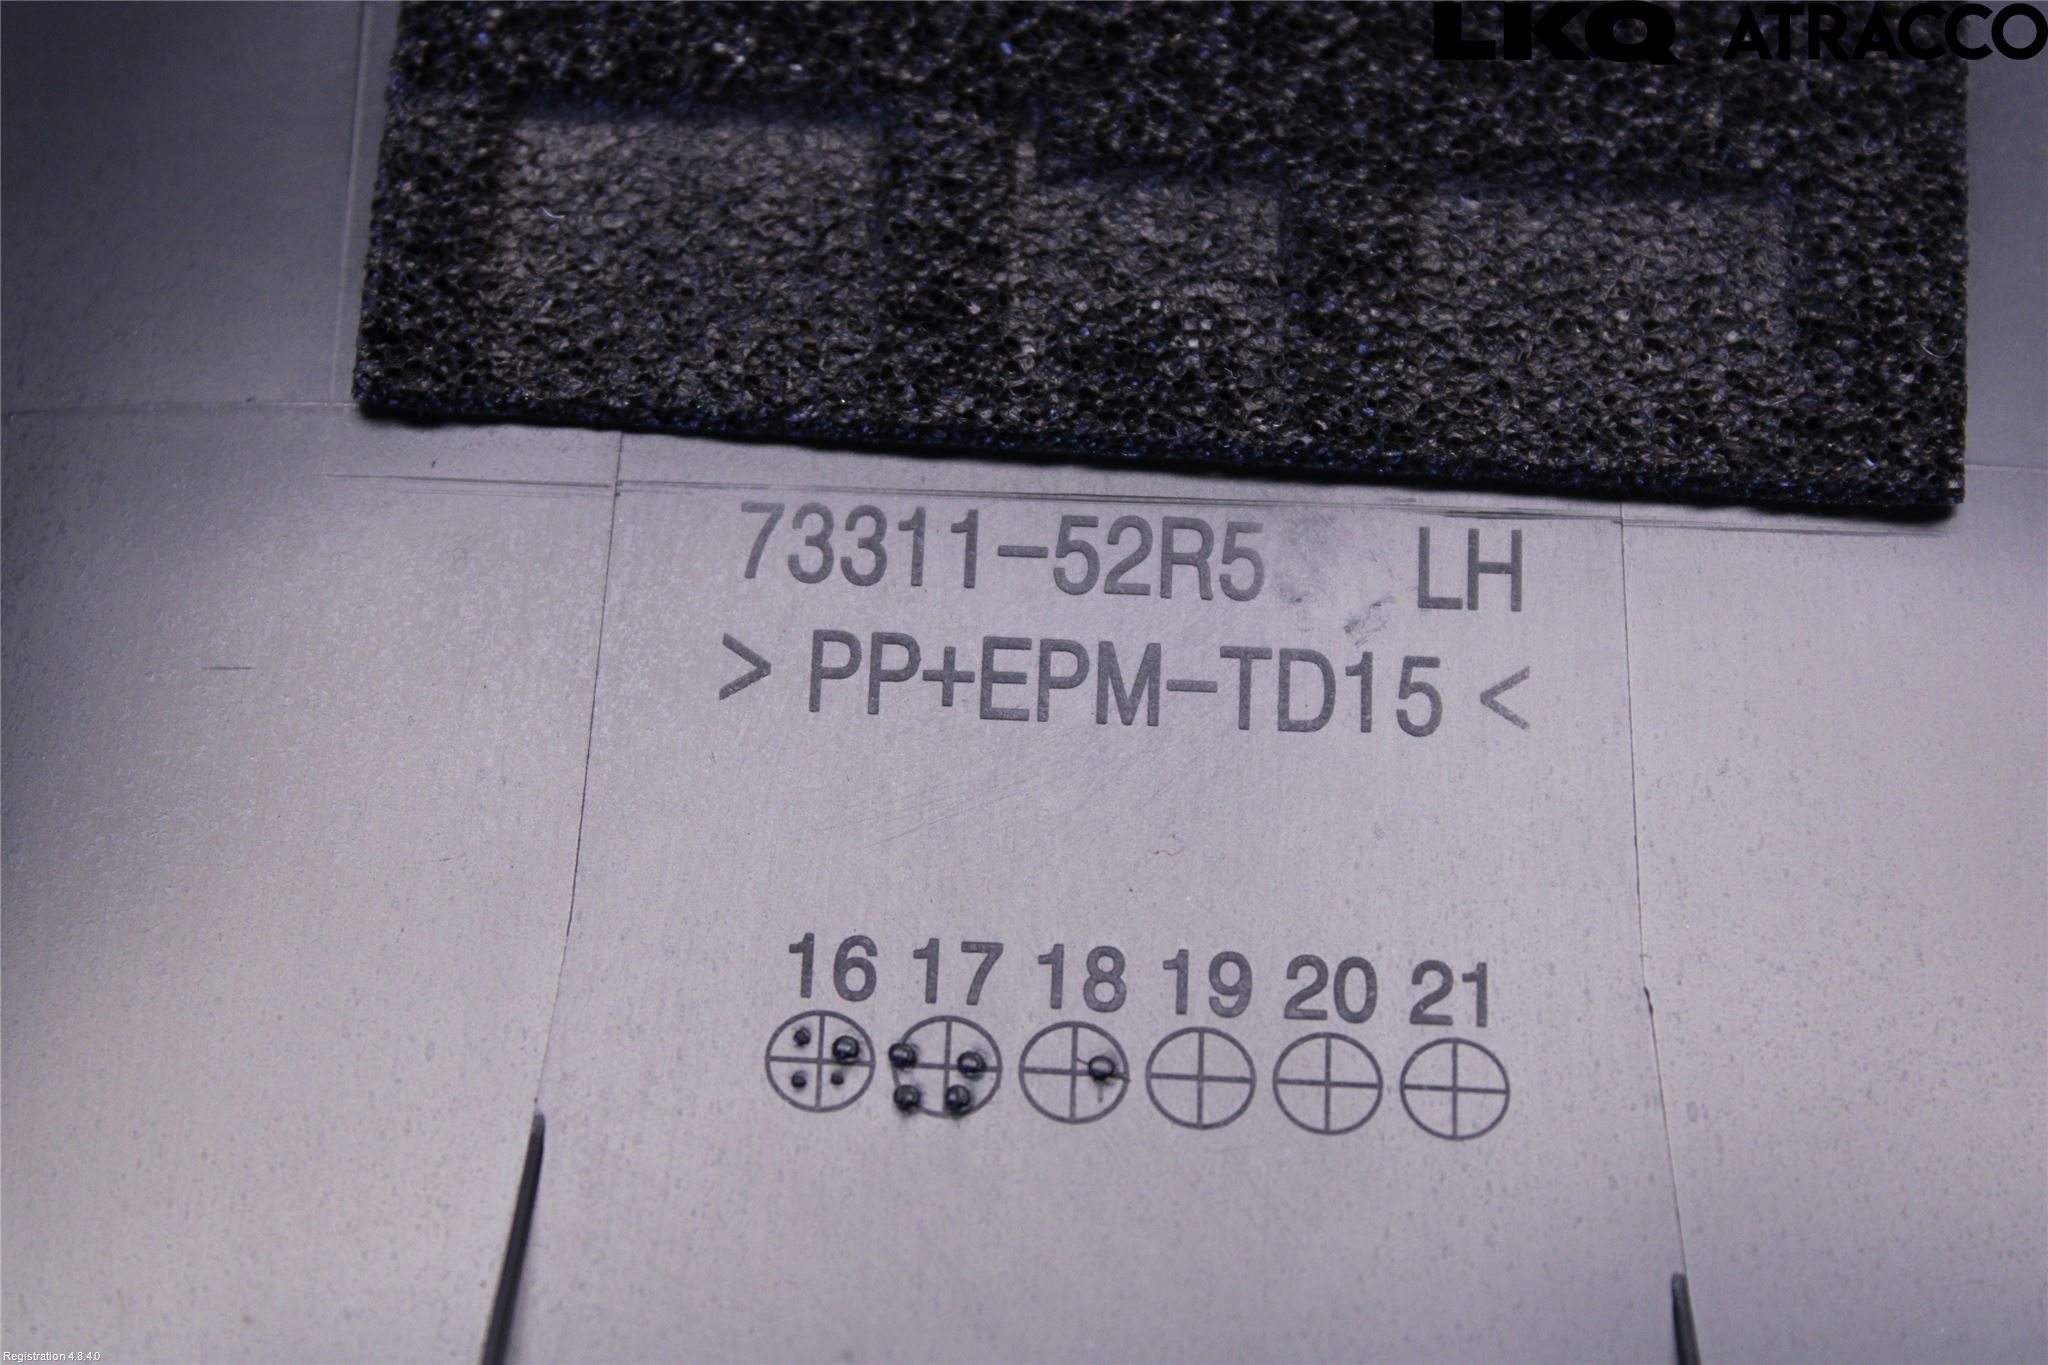 LKQ ATRACCO
73311-52R5 LH
> PP+EPM-TD15 <
16 17 18 19 20 21
Registration 4.8.4.0